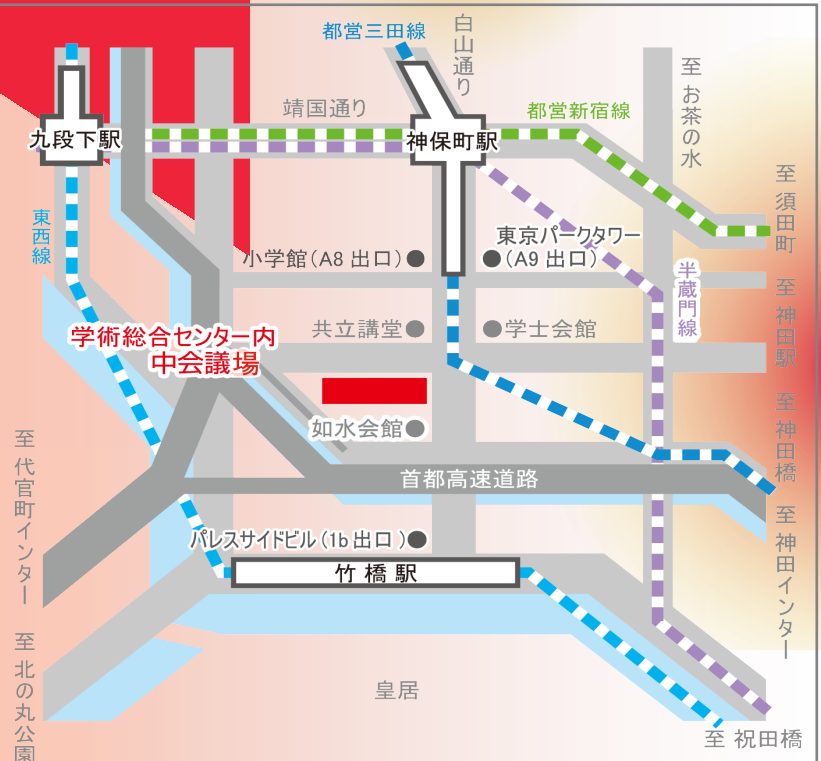 都営三田線
白山通り
靖国通り
都営新宿線
至 お茶の水
九段下駅
神保町駅
至 須田町
東西線
東京パークタワー
小学館(A8 出口)●
●(A9 出口)
半蔵門線
至 神田駅
学術総合センター内
中会議場
共立講堂●
●学士会館
如水会館●
至 神田橋
至 代官町インター
首都高速道路
至 神田インター
パレスサイドビル(1b 出口)●
竹橋駅
至 北の丸公園
皇居
至 祝田橋